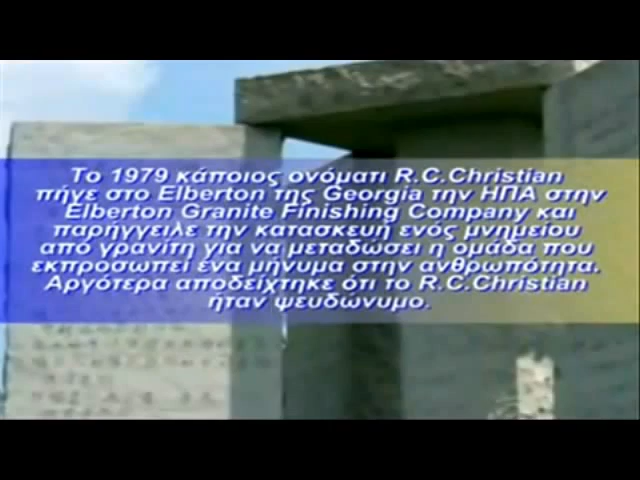 Το 1979 κάποιος ονόματι R.C.Christian
πήγε στο Elberton της Georgia την ΗΠΑ στην
Elberton Granite Finishing Company και
παρήγγειλε την κατασκευή ενός μνημείου
από γρανίτη για να μεταδώσει η ομάδα που
εκπροσωπεί ένα μήνυμα στην ανθρωπότητα.
Αργότερα αποδείχτηκε ότι το R.C.Christian
ήταν ψευδώνυμο.